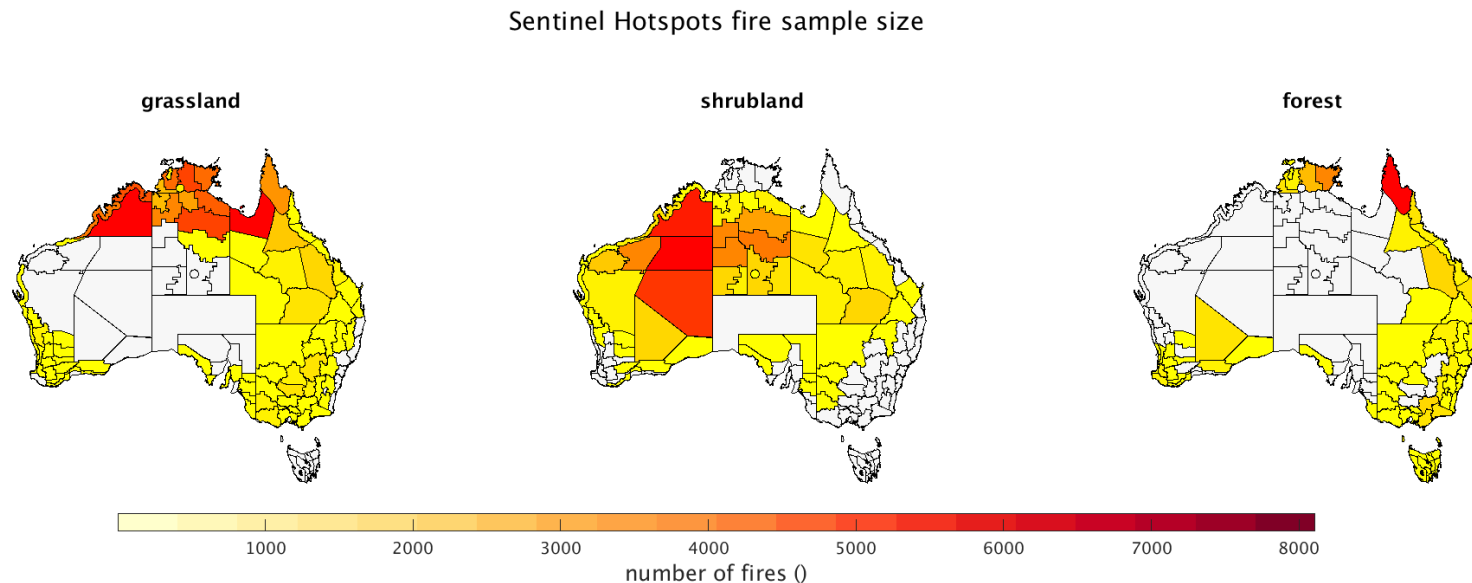 Sentinel Hotspots fire sample size
grassland shrubland forest
1000 2000 3000 4000 5000 6000 7000 8000
number of fires ()